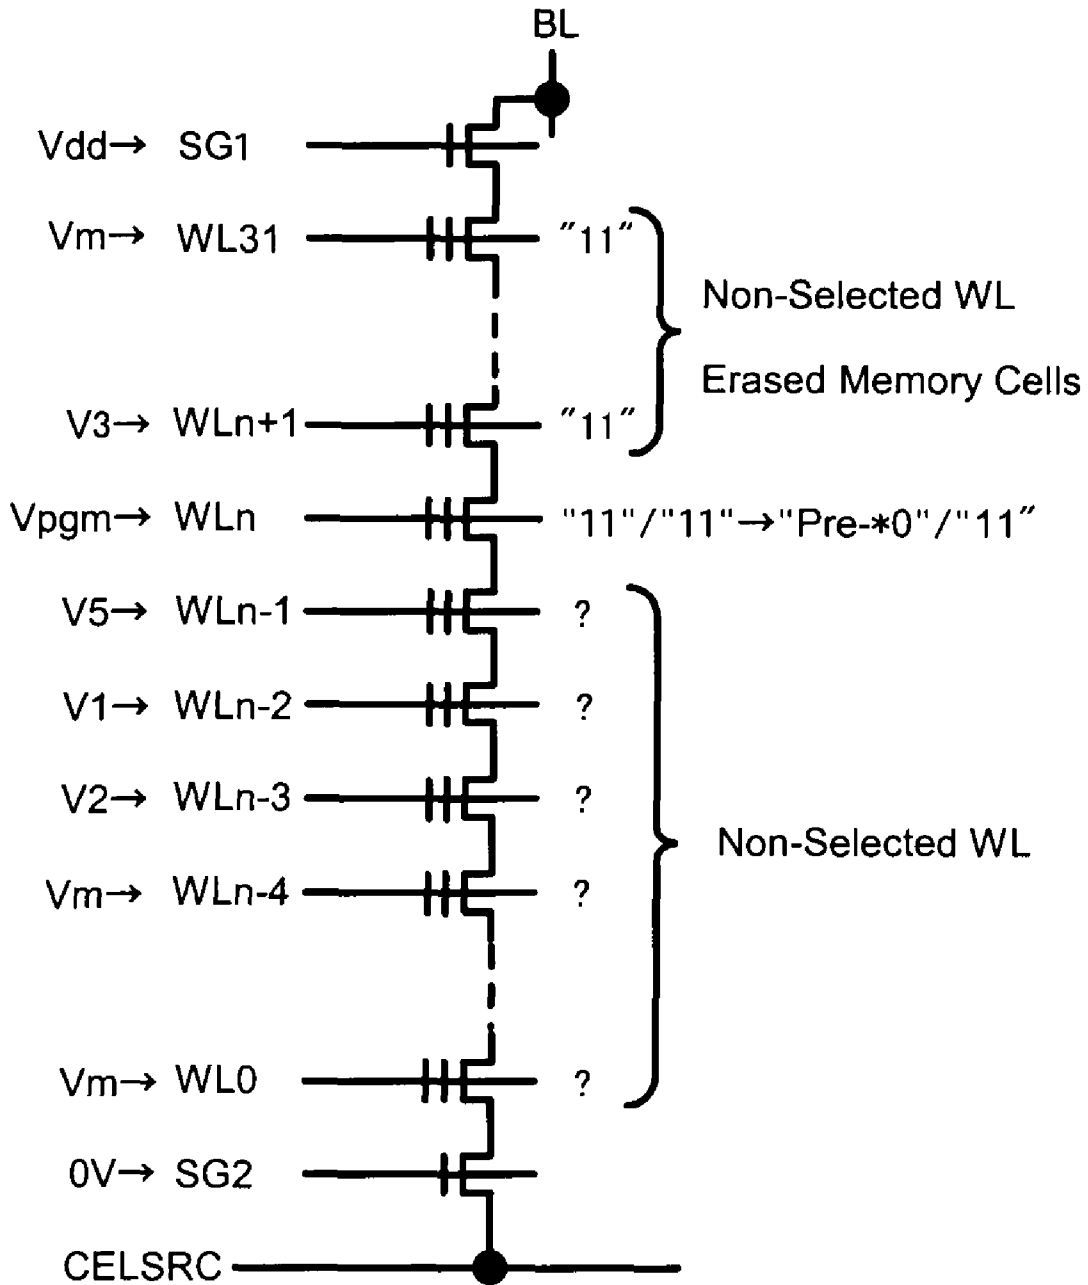 BL
Vdd→ SG1
Vm→ WL31 "11"
Non-Selected WL
Erased Memory Cells
V3→ WLn+1 "11"
Vpgm→ WLn "11"/"11"→"Pre-*0"/"11"
V5→ WLn-1 ?
V1→ WLn-2 ?
V2→ WLn-3 ?
Non-Selected WL
Vm→ WLn-4 ?
Vm→ WL0 ?
0V→ SG2
CELSRC